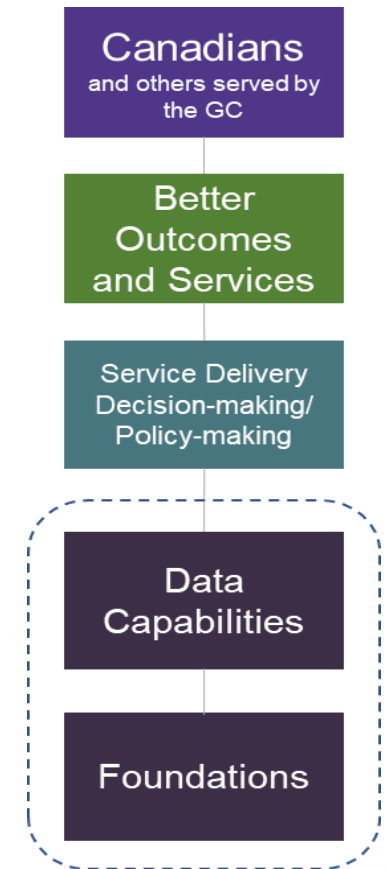 Canadians
and others served by
the GC
Better
Outcomes
and Services
Service Delivery
Decision-making/
Policy-making
Data
Capabilities
Foundations